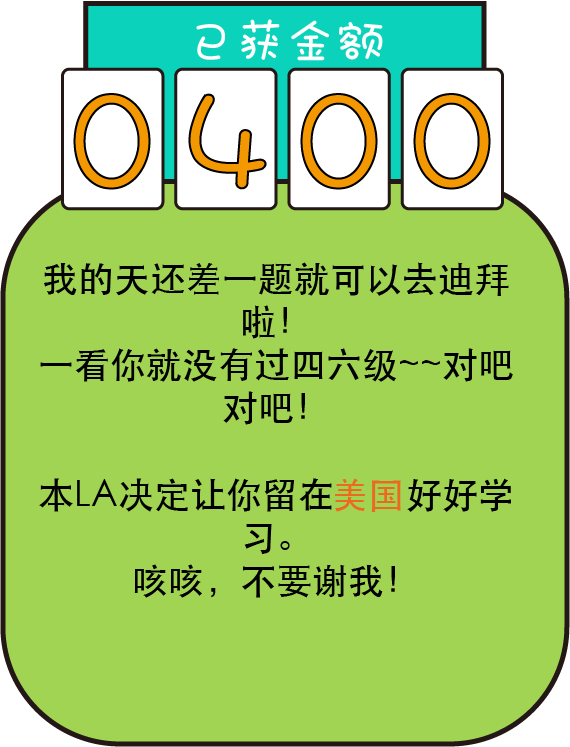 已获金额
0400
我的天还差一题就可以去迪拜
啦！
一看你就没有过四六级~~对吧
对吧！
本LA决定让你留在美国好好学
习。
咳咳，不要谢我！